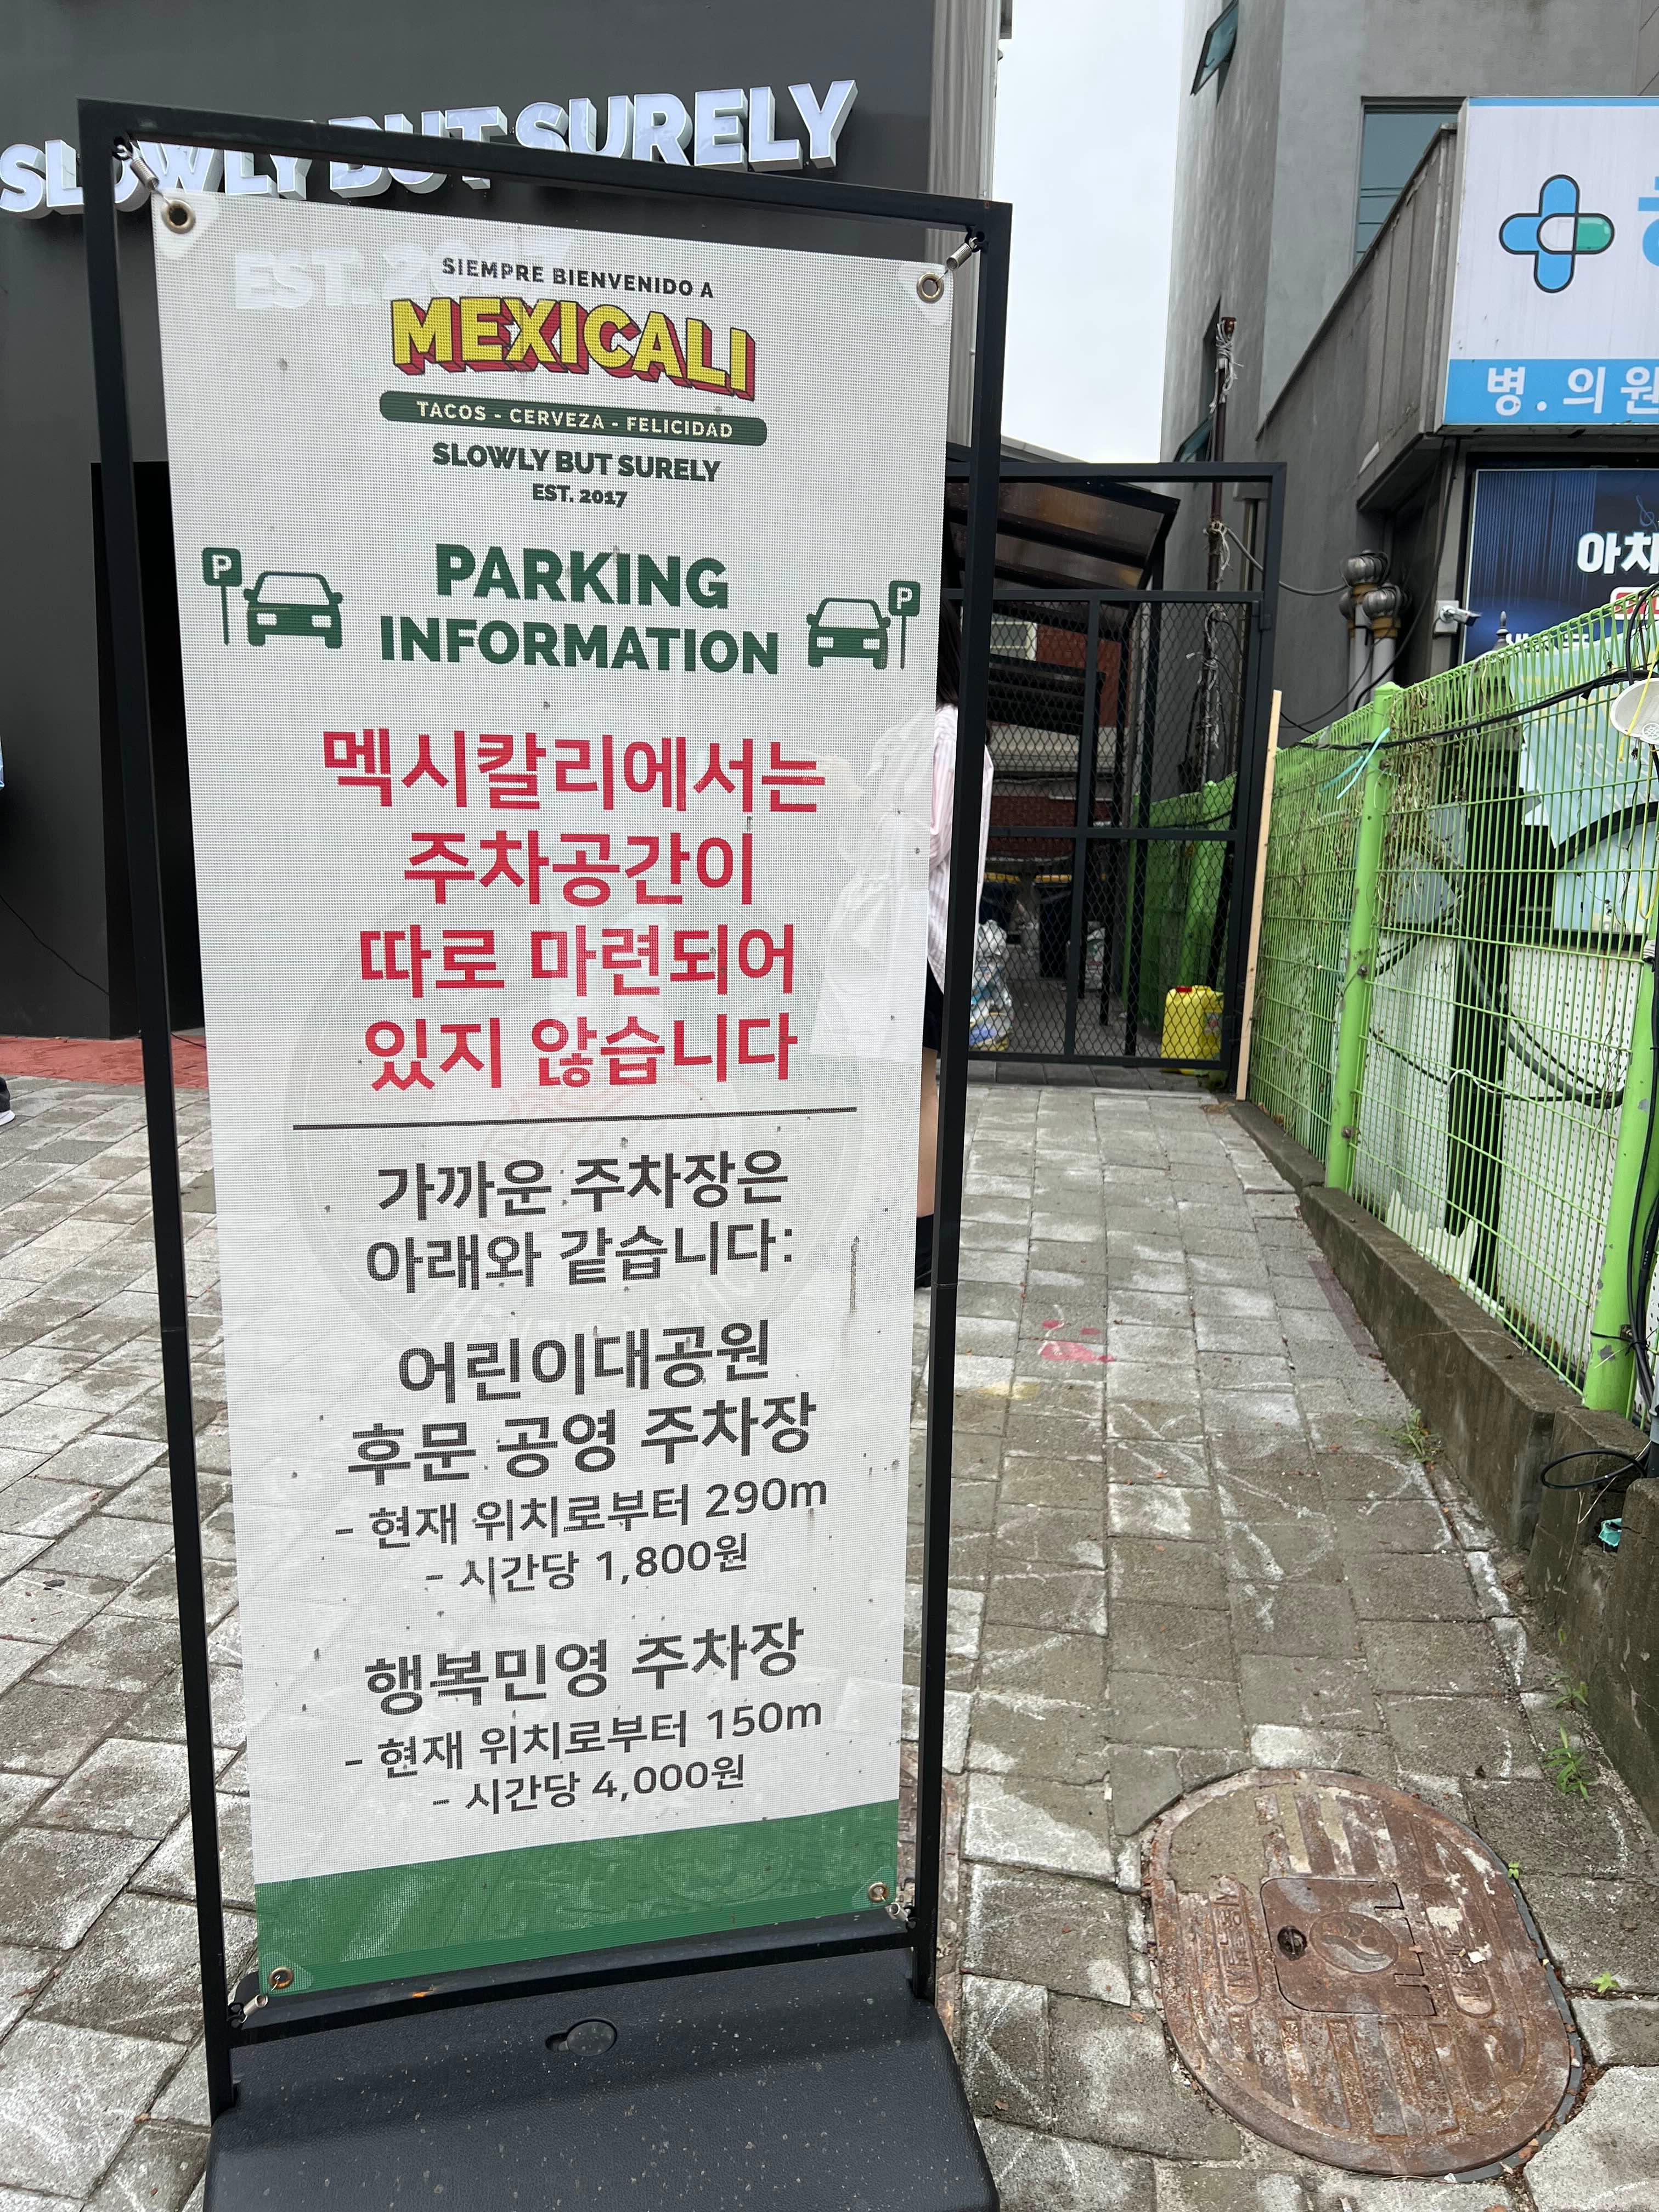 SLOWLY BUT SURELY
EST. 2017
SIEMPRE BIENVENIDO A
MEXICALI
TACOS - CERVEZA - FELICIDAD
SLOWLY BUT SURELY
EST. 2017
P
P
PARKING
INFORMATION
멕시칼리에서는
주차공간이
따로 마련되어
있지 않습니다
가까운 주차장은
아래와 같습니다:
어린이대공원
후문 공영 주차장
- 현재 위치로부터 290m
- 시간당 1,800원
행복민영 주차장
- 현재 위치로부터 150m
- 시간당 4,000원
병.의원